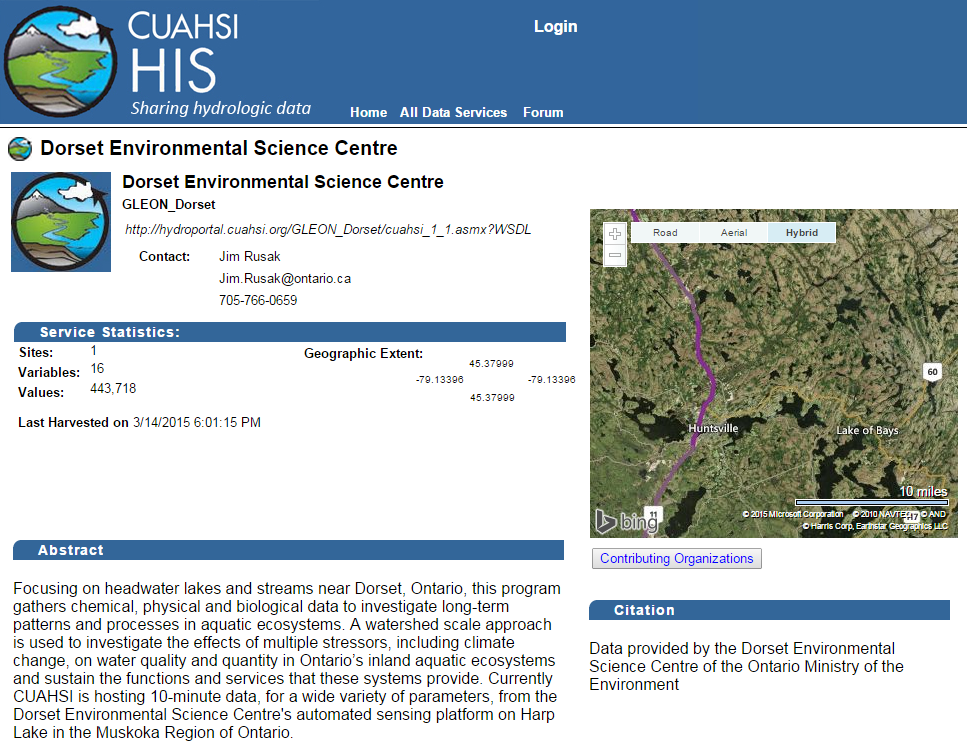 CUAHSI
HIS
Sharing hydrologic data
Login
Home All Data Services Forum
Dorset Environmental Science Centre
Dorset Environmental Science Centre
GLEON_Dorset
http://hydroportal.cuahsi.org/GLEON_Dorset/cuahsi_1_1.asmx?WSDL
Contact: Jim Rusak
Jim.Rusak@ontario.ca
705-766-0659
Service Statistics:
Sites: 1
Variables: 16
Values: 443,718
Geographic Extent:
45.37999
-79.13396 -79.13396
45.37999
Last Harvested on 3/14/2015 6:01:15 PM
Road Aerial Hybrid
60
Huntsville
Lake of Bays
10 miles
11
bing
© 2015 Microsoft Corporation © 2010 NAVTEQ © AND
© Harris Corp, Earthstar Geographics LLC
Contributing Organizations
Abstract
Focusing on headwater lakes and streams near Dorset, Ontario, this program
gathers chemical, physical and biological data to investigate long-term
patterns and processes in aquatic ecosystems. A watershed scale approach
is used to investigate the effects of multiple stressors, including climate
change, on water quality and quantity in Ontario's inland aquatic ecosystems
and sustain the functions and services that these systems provide. Currently
CUAHSI is hosting 10-minute data, for a wide variety of parameters, from the
Dorset Environmental Science Centre's automated sensing platform on Harp
Lake in the Muskoka Region of Ontario.
Citation
Data provided by the Dorset Environmental
Science Centre of the Ontario Ministry of the
Environment